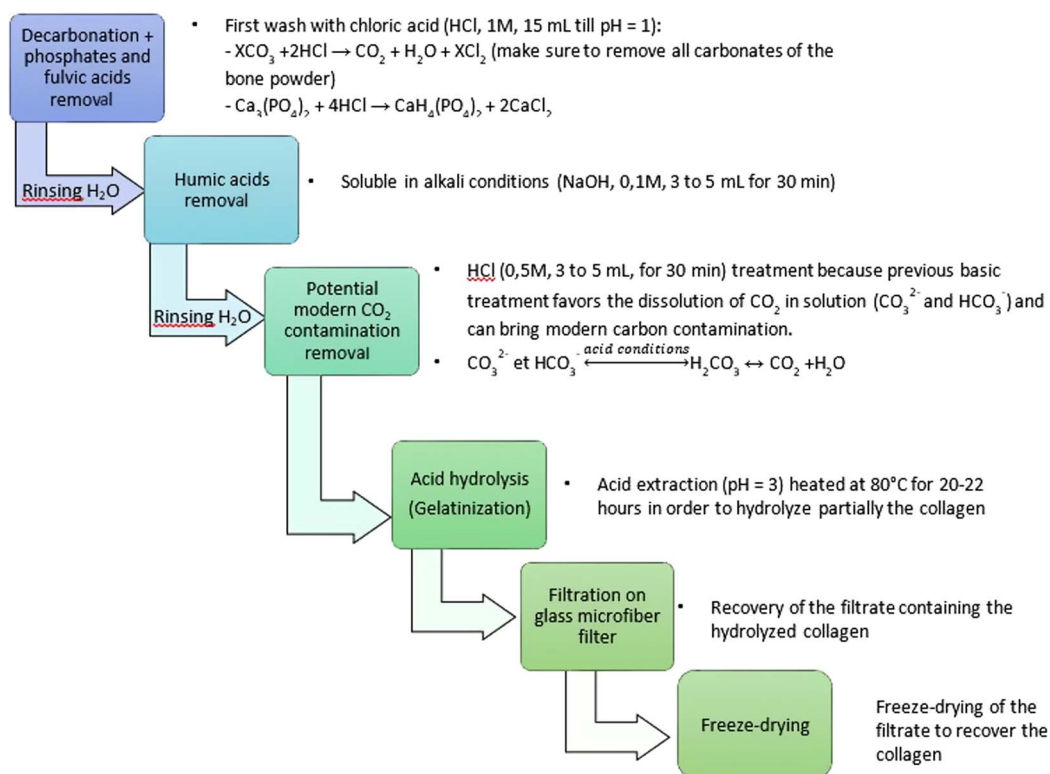 Decarbonation +
phosphates and
fulvic acids
removal
• First wash with chloric acid (HCl, 1M, 15 mL till pH = 1):
- XCO₃ +2HCl → CO₂ + H₂O + XCl₂ (make sure to remove all carbonates of the
bone powder)
- Ca₃(PO₄)₂ + 4HCl → CaH₄(PO₄)₂ + 2CaCl₂
Rinsing H₂O
Humic acids
removal
• Soluble in alkali conditions (NaOH, 0,1M, 3 to 5 mL for 30 min)
Rinsing H₂O
Potential
modern CO₂
contamination
removal
• HCl (0,5M, 3 to 5 mL, for 30 min) treatment because previous basic
treatment favors the dissolution of CO₂ in solution (CO₃²⁻ and HCO₃⁻) and
can bring modern carbon contamination.
• CO₃²⁻ et HCO₃⁻ ⟷ acid conditions H₂CO₃ ↔ CO₂ +H₂O
Acid hydrolysis
(Gelatinization)
• Acid extraction (pH = 3) heated at 80°C for 20-22
hours in order to hydrolyze partially the collagen
Filtration on
glass microfiber
filter
• Recovery of the filtrate containing the
hydrolyzed collagen
Freeze-drying
Freeze-drying of the
filtrate to recover the
collagen